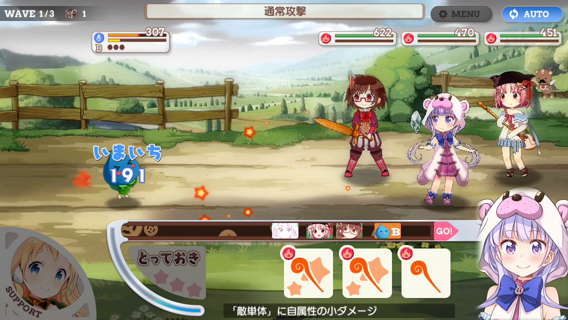 WAVE 1/3
1
通常攻撃
MENU
AUTO
307
B
622
470
451
いまいち
191
B
GO!
とっておき
SUPPORT
「敵単体」に自属性の小ダメージ